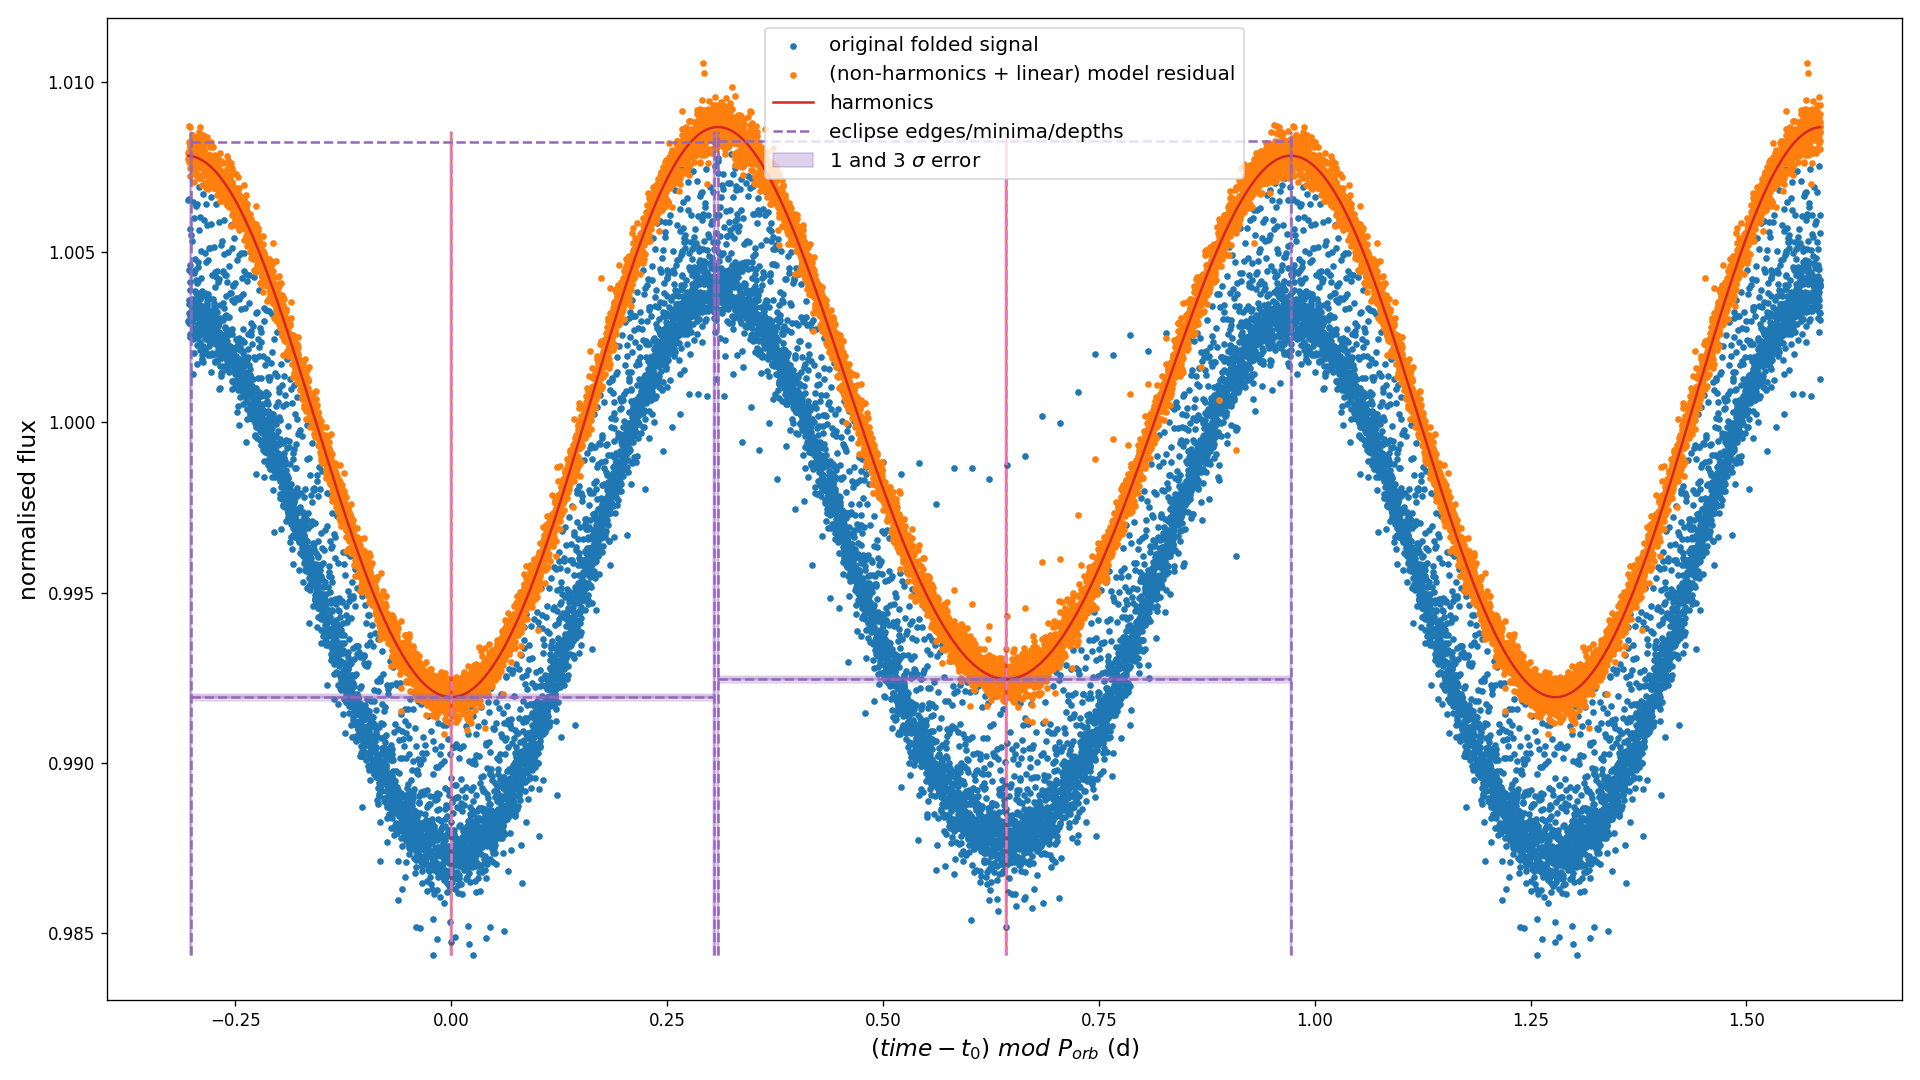 original folded signal
(non-harmonics + linear) model residual
harmonics
eclipse edges/minima/depths
1 and 3 σ error
normalised flux
1.010
1.005
1.000
0.995
0.990
0.985
−0.25 0.00 0.25 0.50 0.75 1.00 1.25 1.50
(time − t₀) mod Pₒᵣb (d)